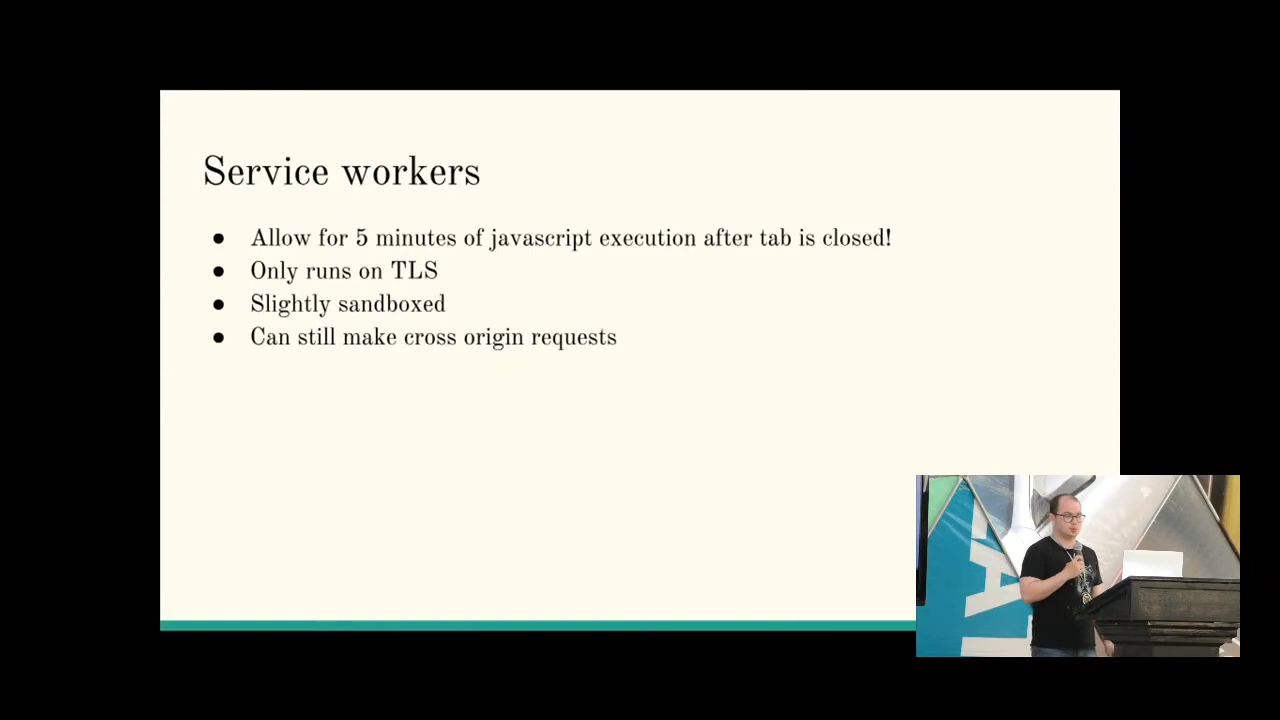 Service workers
● Allow for 5 minutes of javascript execution after tab is closed!
● Only runs on TLS
● Slightly sandboxed
● Can still make cross origin requests